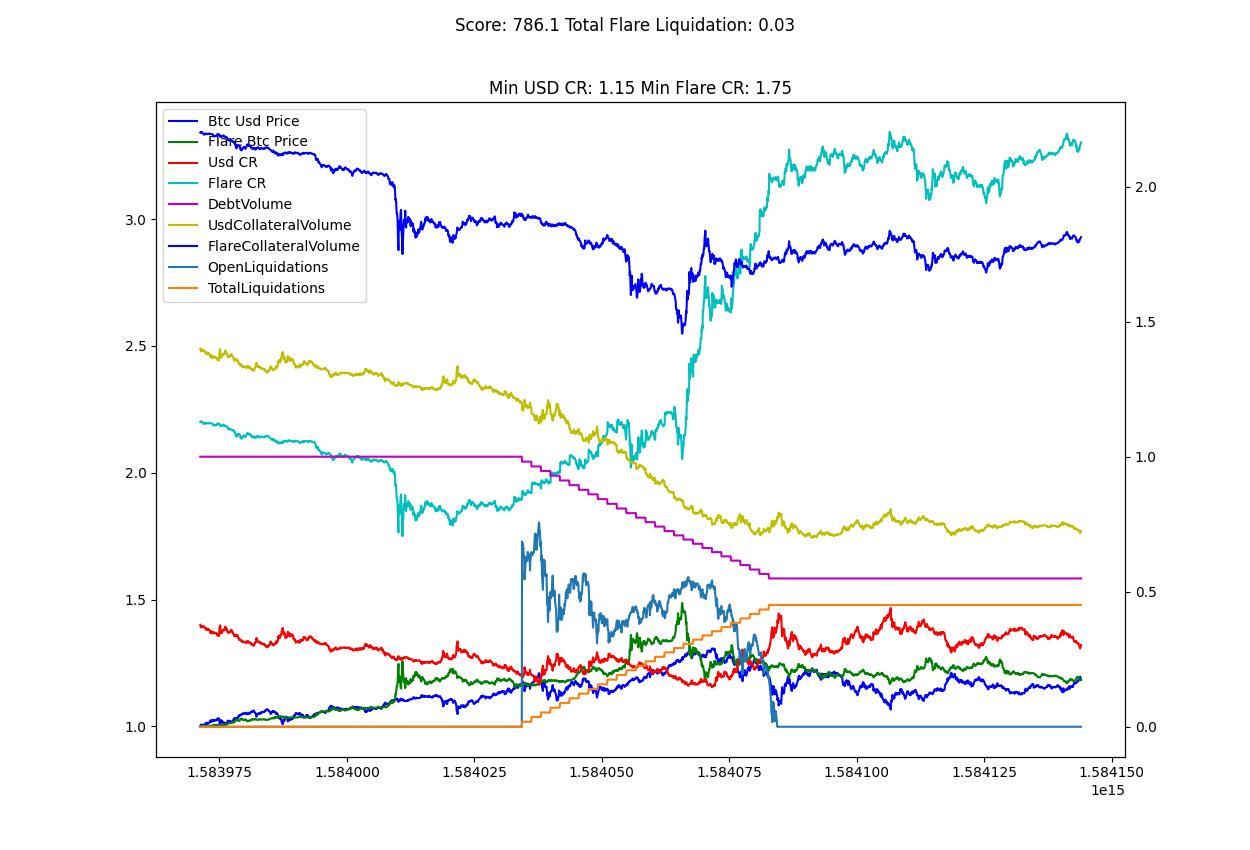 Score: 786.1 Total Flare Liquidation: 0.03
Min USD CR: 1.15 Min Flare CR: 1.75
Btc Usd Price
Flare Btc Price
Usd CR
Flare CR
DebtVolume
UsdCollateralVolume
FlareCollateralVolume
OpenLiquidations
TotalLiquidations
3.0
2.5
2.0
1.5
1.0
2.0
1.5
1.0
0.5
0.0
1.583975
1.584000
1.584025
1.584050
1.584075
1.584100
1.584125
1.584150
1e15